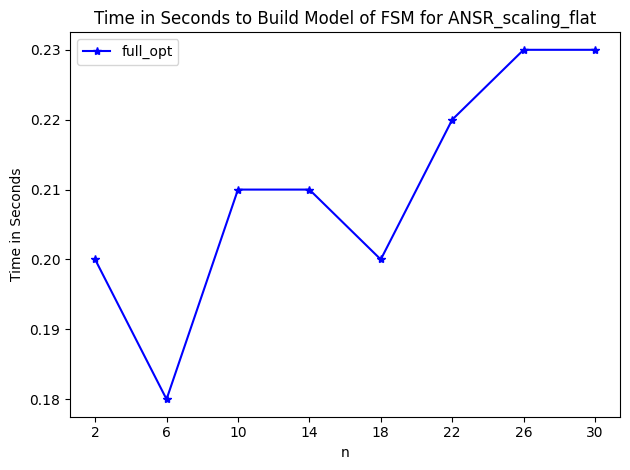 Time in Seconds to Build Model of FSM for ANSR_scaling_flat
full_opt
0.23
0.22
0.21
0.20
0.19
0.18
Time in Seconds
2 6 10 14 18 22 26 30
n